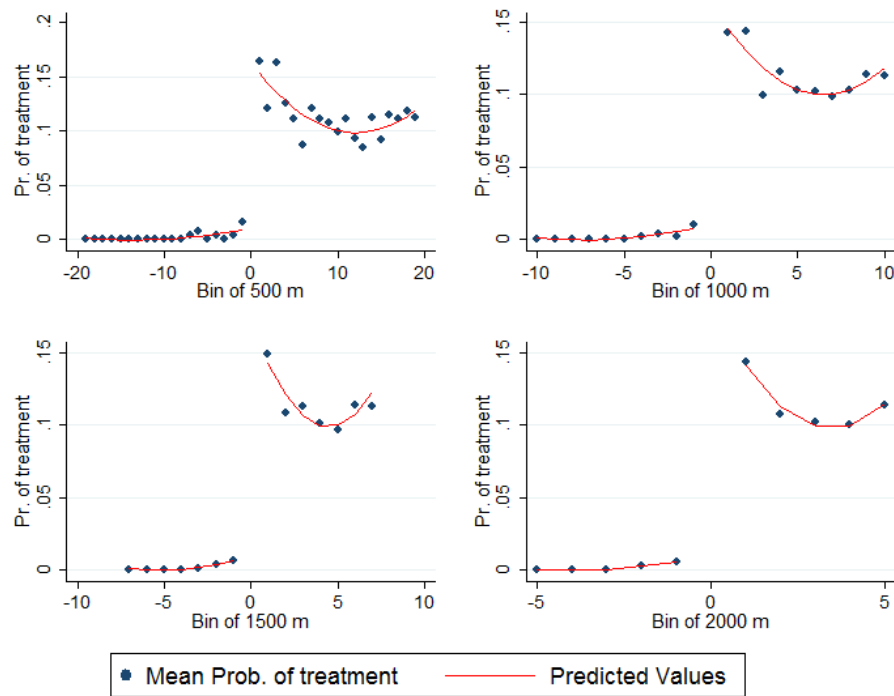 Pr. of treatment
0 .05 .1 .15 .2
-20 -10 0 10 20
Bin of 500 m
Pr. of treatment
0 .05 .1 .15
-10 -5 0 5 10
Bin of 1000 m
Pr. of treatment
0 .05 .1 .15
-10 -5 0 5 10
Bin of 1500 m
Pr. of treatment
0 .05 .1 .15
-5 0 5
Bin of 2000 m
Mean Prob. of treatment Predicted Values